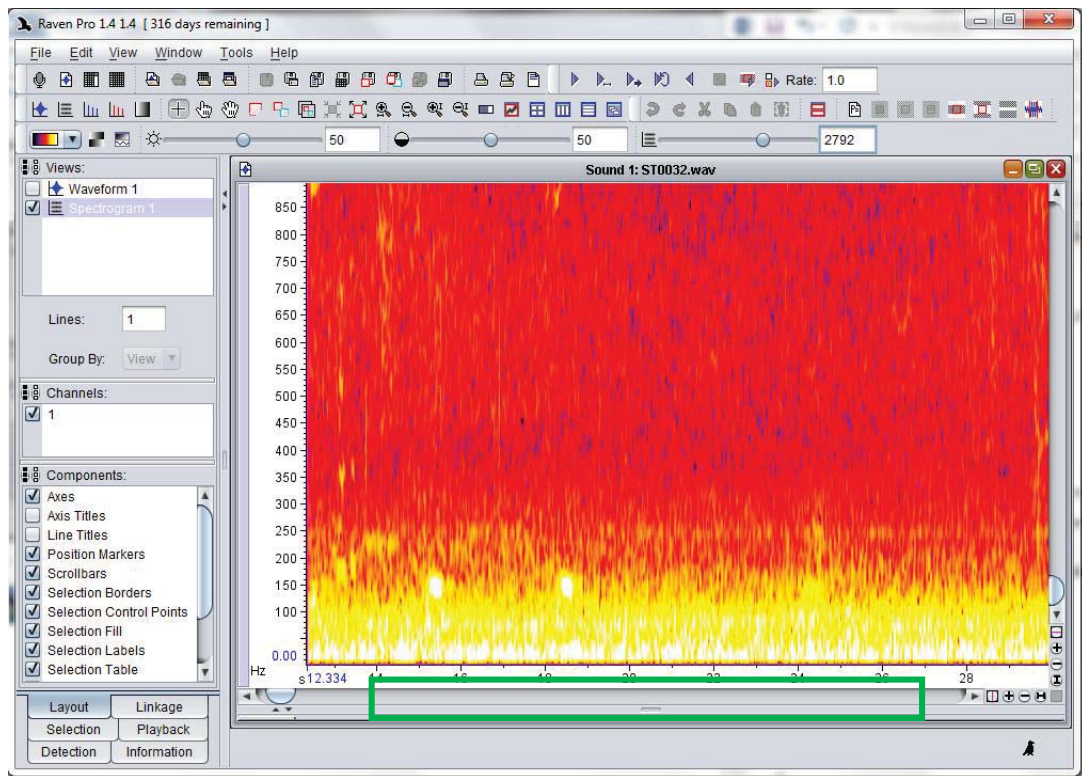 Raven Pro 1.4 1.4 [ 316 days remaining ]
File Edit View Window Tools Help
Rate: 1.0
50 50 2792
Views:
Waveform 1
Spectrogram 1
Lines: 1
Group By: View
Channels:
1
Components:
Axes
Axis Titles
Line Titles
Position Markers
Scrollbars
Selection Borders
Selection Control Points
Selection Fill
Selection Labels
Selection Table
Layout Linkage
Selection Playback
Detection Information
Sound 1: ST0032.wav
850
800
750
700
650
600
550
500
450
400
350
300
250
200
150
100
0.00
Hz
s 12.334 14 16 18 20 22 24 26 28